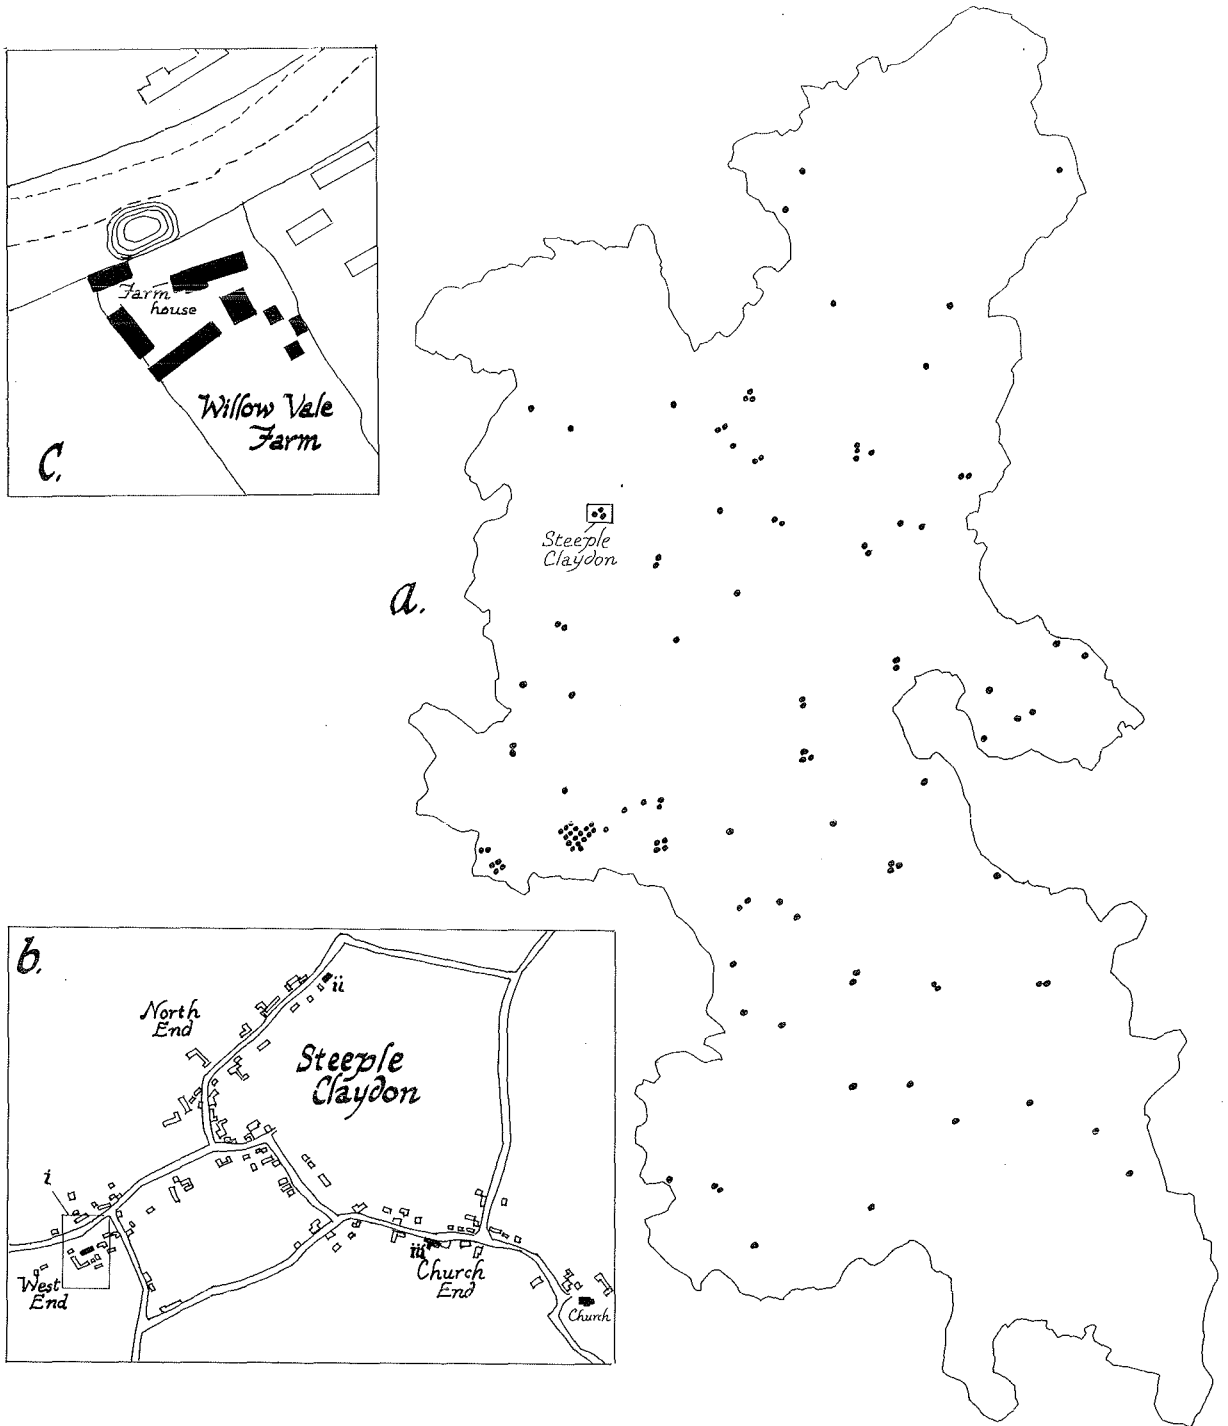 Farm
house
Willow Vale
Farm
c.
Steeple
Claydon
a.
b.
ii
North
End
Steeple
Claydon
i
iii
West
End
Church
End
Church